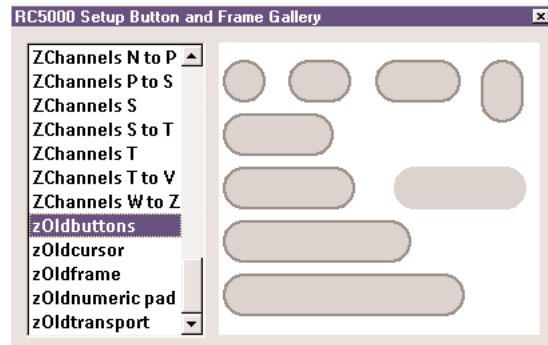 RC5000 Setup Button and Frame Gallery
ZChannels N to P
ZChannels P to S
ZChannels S
ZChannels S to T
ZChannels T
ZChannels T to V
ZChannels W to Z
zOldbuttons
zOldcursor
zOldframe
zOldnumeric pad
zOldtransport